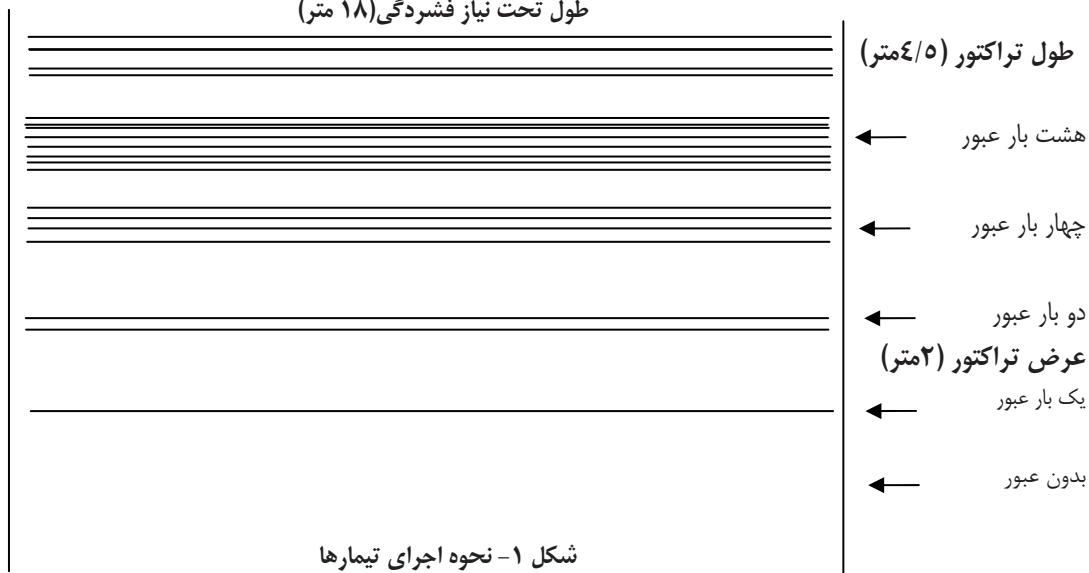 طول تحت نیاز فشردگی(۱۸ متر)
طول تراکتور (٤/٥متر)
هشت بار عبور
چهار بار عبور
دو بار عبور
عرض تراکتور (۲متر)
یک بار عبور
بدون عبور
شکل ۱- نحوه اجرای تیمارها